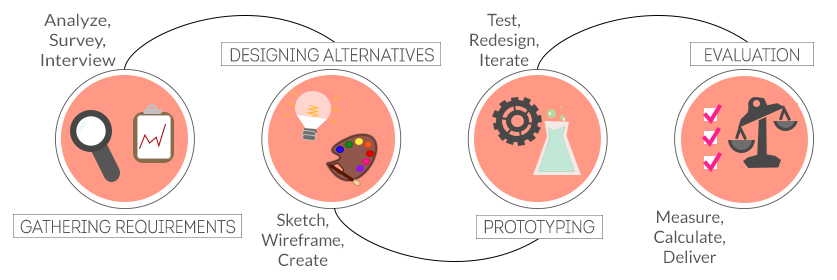 Analyze,
Survey,
Interview
GATHERING REQUIREMENTS
DESIGNING ALTERNATIVES
Sketch,
Wireframe,
Create
Test,
Redesign,
Iterate
PROTOTYPING
EVALUATION
Measure,
Calculate,
Deliver